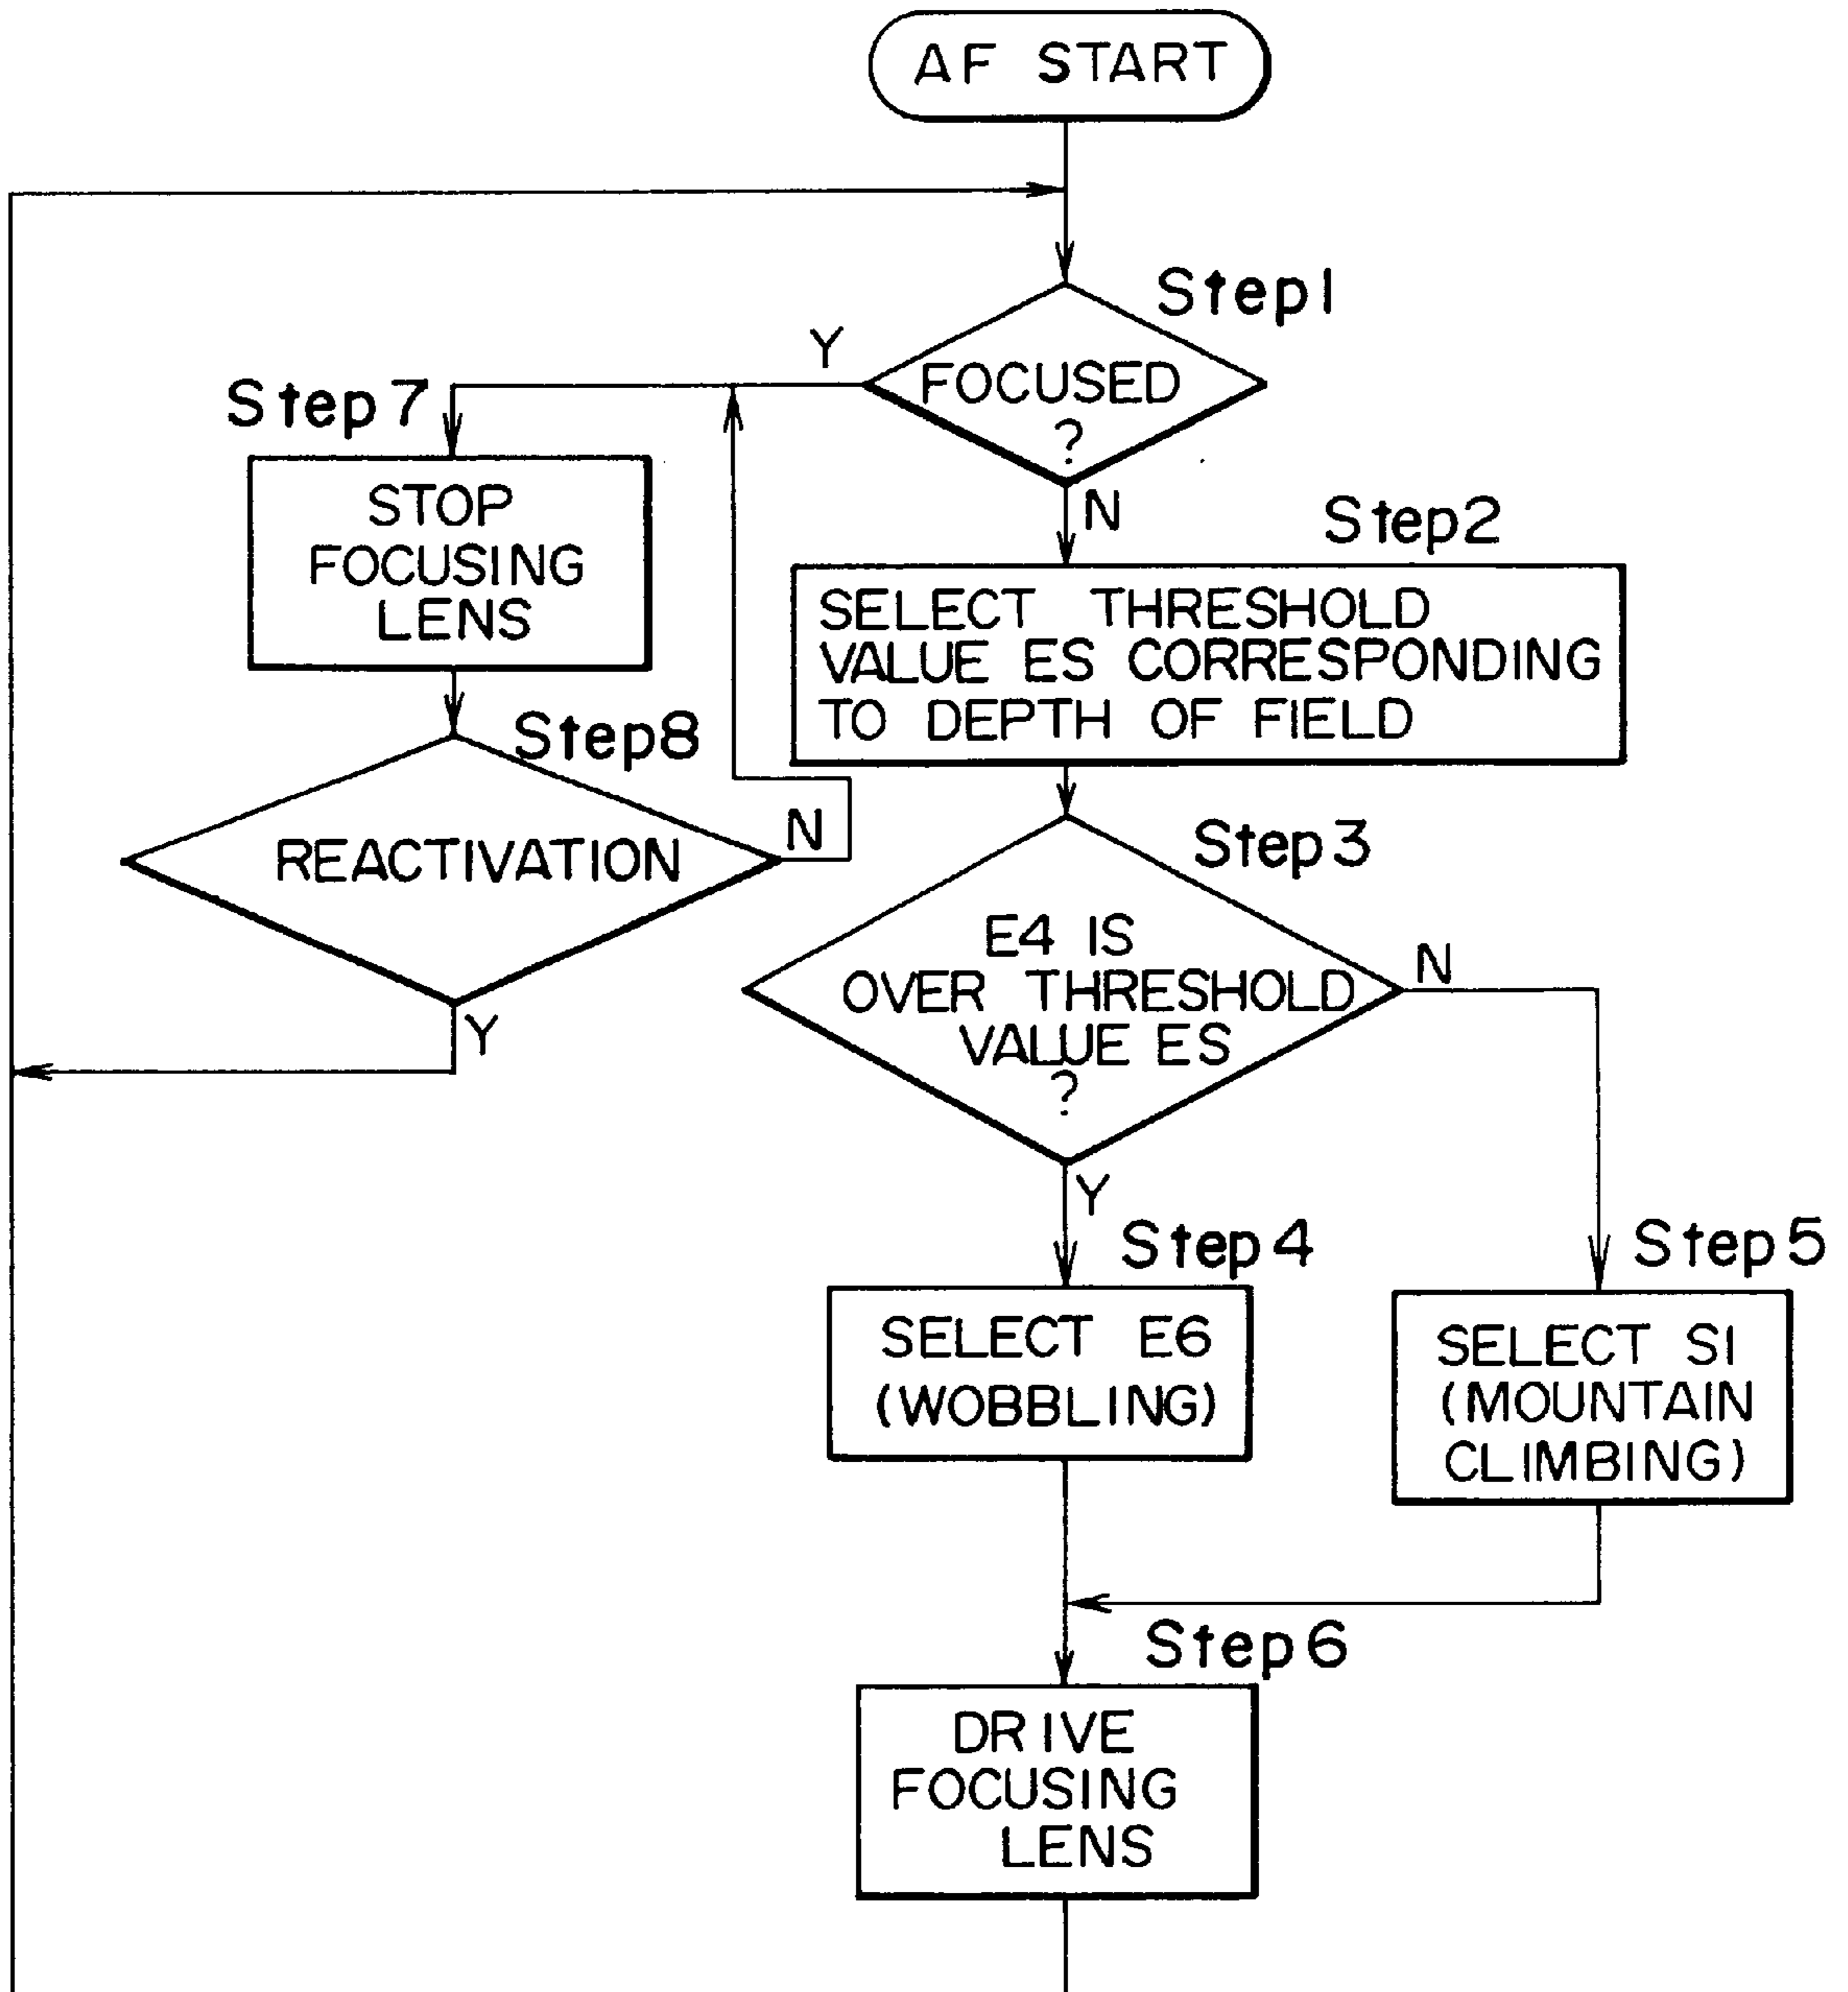 AF START
Step1
Y
FOCUSED
?
N
Step7
STOP
FOCUSING
LENS
Step2
SELECT THRESHOLD
VALUE ES CORRESPONDING
TO DEPTH OF FIELD
Step8
REACTIVATION
N
Y
Step3
E4 IS
OVER THRESHOLD
VALUE ES
?
N
Y
Step4
SELECT E6
(WOBBLING)
Step5
SELECT S1
(MOUNTAIN
CLIMBING)
Step6
DRIVE
FOCUSING
LENS